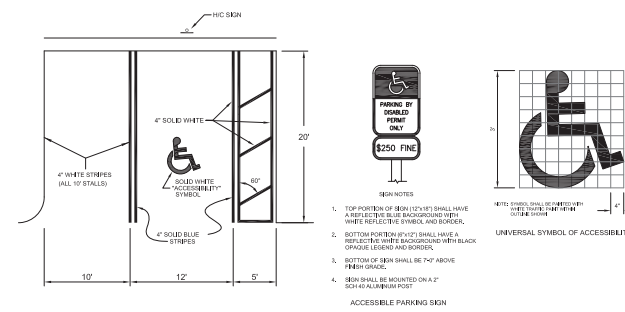 H/C SIGN
4" SOLID WHITE
20'
4" WHITE STRIPES
(ALL 10' STALLS)
SOLID WHITE
"ACCESSIBILITY"
SYMBOL
60°
4" SOLID BLUE
STRIPES
10'
12'
5'
PARKING BY
DISABLED
PERMIT
ONLY
$250 FINE
SIGN NOTES
1. TOP PORTION OF SIGN (12"x18") SHALL HAVE
A REFLECTIVE BLUE BACKGROUND WITH
WHITE REFLECTIVE SYMBOL AND BORDER.
2. BOTTOM PORTION (6"x12") SHALL HAVE A
REFLECTIVE WHITE BACKGROUND WITH BLACK
OPAQUE LEGEND AND BORDER.
3. BOTTOM OF SIGN SHALL BE 7'-0" ABOVE
FINISH GRADE.
4. SIGN SHALL BE MOUNTED ON A 2"
SCH 40 ALUMINUM POST
ACCESSIBLE PARKING SIGN
4"
NOTE: SYMBOL SHALL BE PAINTED WITH
WHITE TRAFFIC PAINT WITHIN
OUTLINE SHOWN
UNIVERSAL SYMBOL OF ACCESSIBILIT